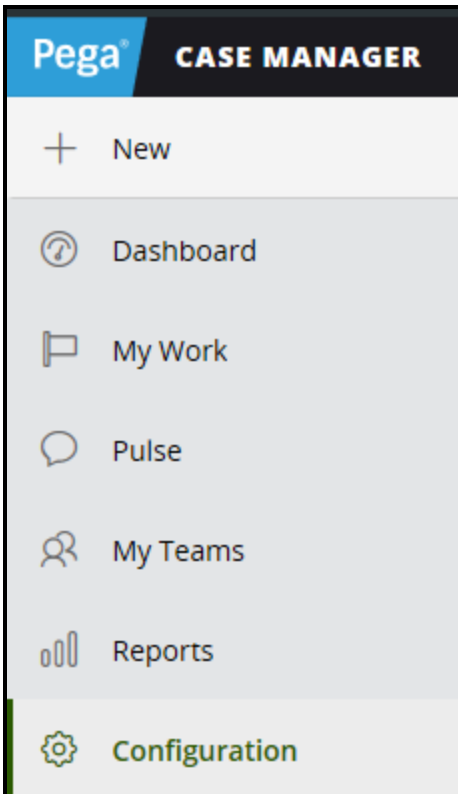 Pega® CASE MANAGER
New
Dashboard
My Work
Pulse
My Teams
Reports
Configuration